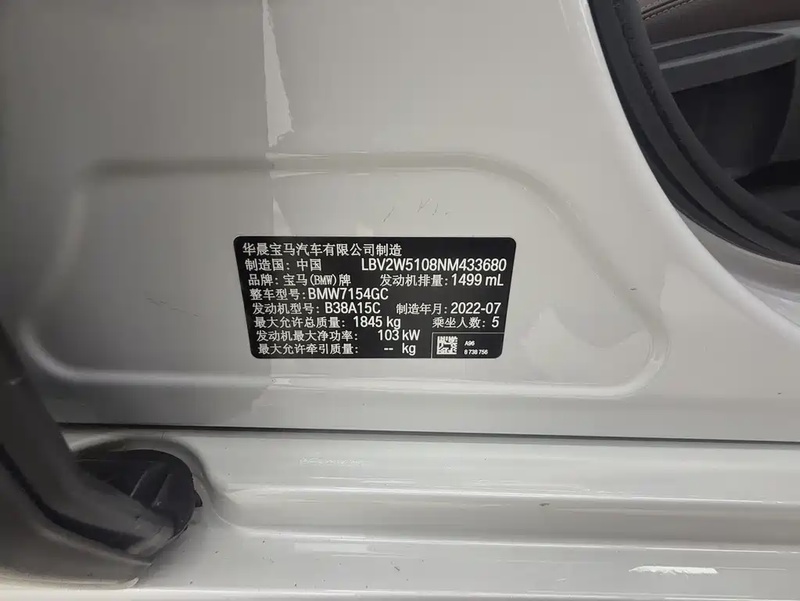 华晨宝马汽车有限公司制造
制造国: 中国 LBV2W5108NM433680
品牌: 宝马(BMW)牌 发动机排量: 1499 mL
整车型号: BMW7154GC
发动机型号: B38A15C 制造年月: 2022-07
最大允许总质量: 1845 kg 乘坐人数: 5
发动机最大净功率: 103 kW
最大允许牵引质量: -- kg
A96
8 738 756